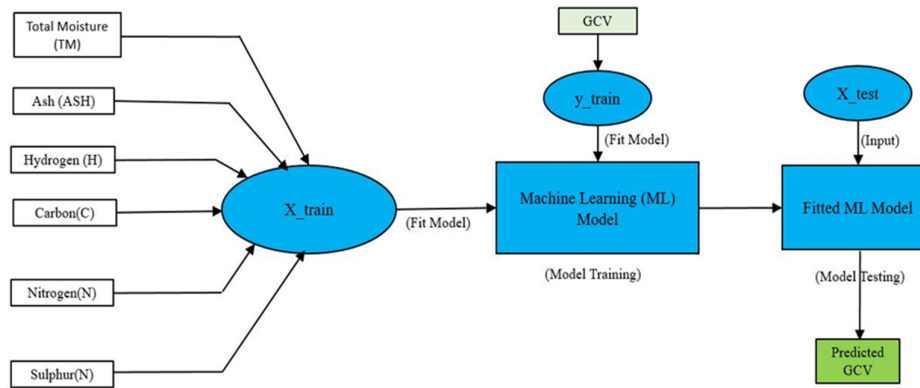 Total Moisture
(TM)
Ash (ASH)
Hydrogen (H)
Carbon(C)
Nitrogen(N)
Sulphur(N)
X_train
(Fit Model)
GCV
y_train
(Fit Model)
Machine Learning (ML)
Model
(Model Training)
X_test
(Input)
Fitted ML Model
(Model Testing)
Predicted
GCV